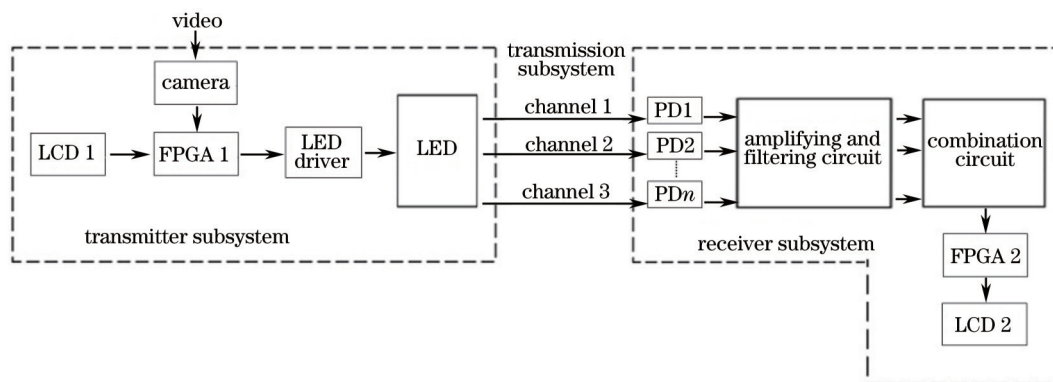 video
transmission
subsystem
camera
channel 1
PD1
LCD 1
FPGA 1
LED
driver
LED
channel 2
PD2
amplifying and
filtering circuit
combination
circuit
channel 3
PDn
transmitter subsystem
receiver subsystem
FPGA 2
LCD 2